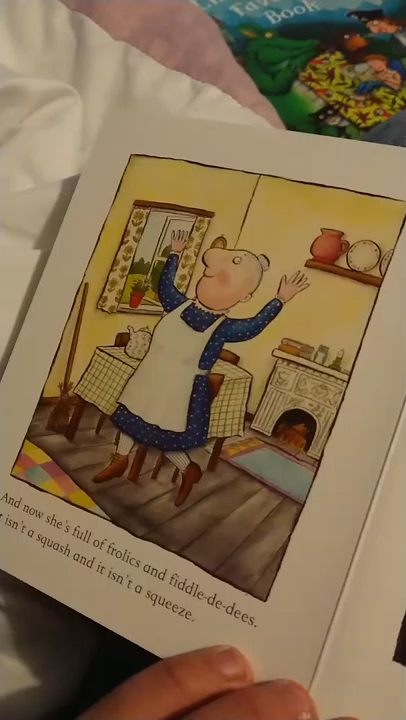 Book
And now she's full of frolics and fiddle-de-dees.
isn't a squash and it isn't a squeeze.